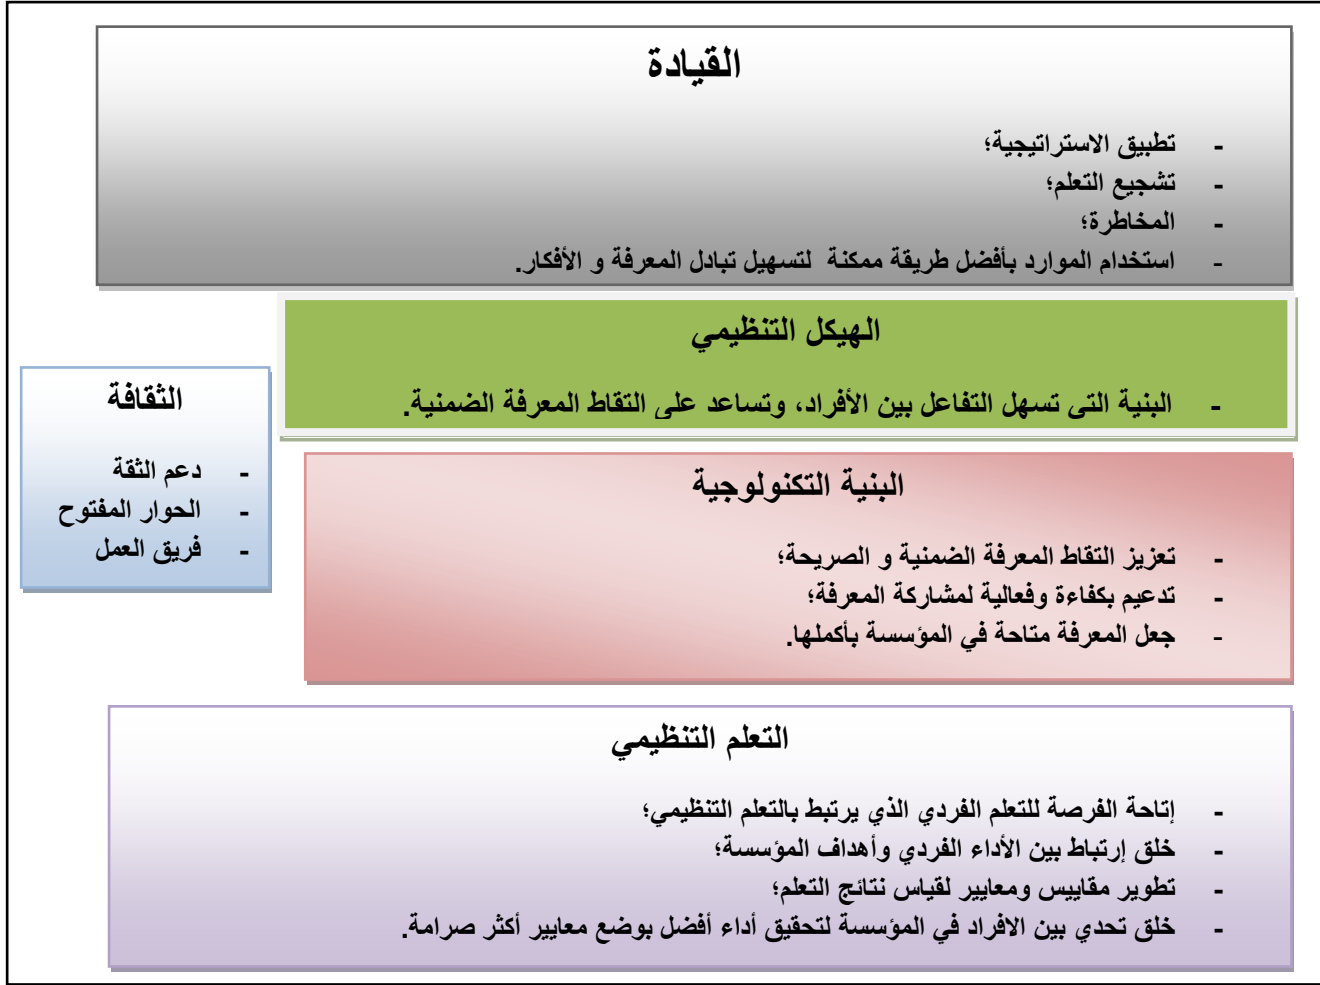 القيادة
- تطبيق الاستراتيجية؛
- تشجيع التعلم؛
- المخاطرة؛
- استخدام الموارد بأفضل طريقة ممكنة لتسهيل تبادل المعرفة و الأفكار.
الهيكل التنظيمي
- البنية التي تسهل التفاعل بين الأفراد، وتساعد على التقاط المعرفة الضمنية.
الثقافة
- دعم الثقة
- الحوار المفتوح
- فريق العمل
البنية التكنولوجية
- تعزيز التقاط المعرفة الضمنية و الصريحة؛
- تدعيم بكفاءة وفعالية لمشاركة المعرفة؛
- جعل المعرفة متاحة في المؤسسة بأكملها.
التعلم التنظيمي
- إتاحة الفرصة للتعلم الفردي الذي يرتبط بالتعلم التنظيمي؛
- خلق إرتباط بين الأداء الفردي وأهداف المؤسسة؛
- تطوير مقاييس ومعايير لقياس نتائج التعلم؛
- خلق تحدي بين الافراد في المؤسسة لتحقيق أداء أفضل بوضع معايير أكثر صرامة.